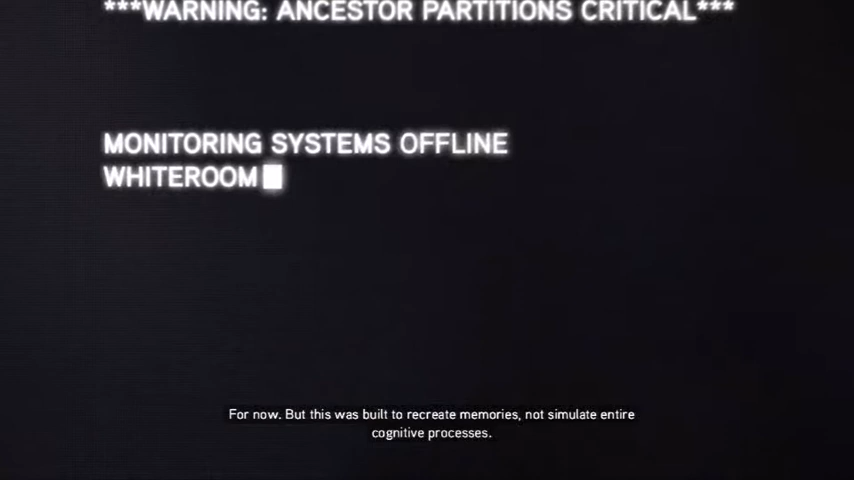 ***WARNING: ANCESTOR PARTITIONS CRITICAL***
MONITORING SYSTEMS OFFLINE
WHITEROOM
For now. But this was built to recreate memories, not simulate entire
cognitive processes.